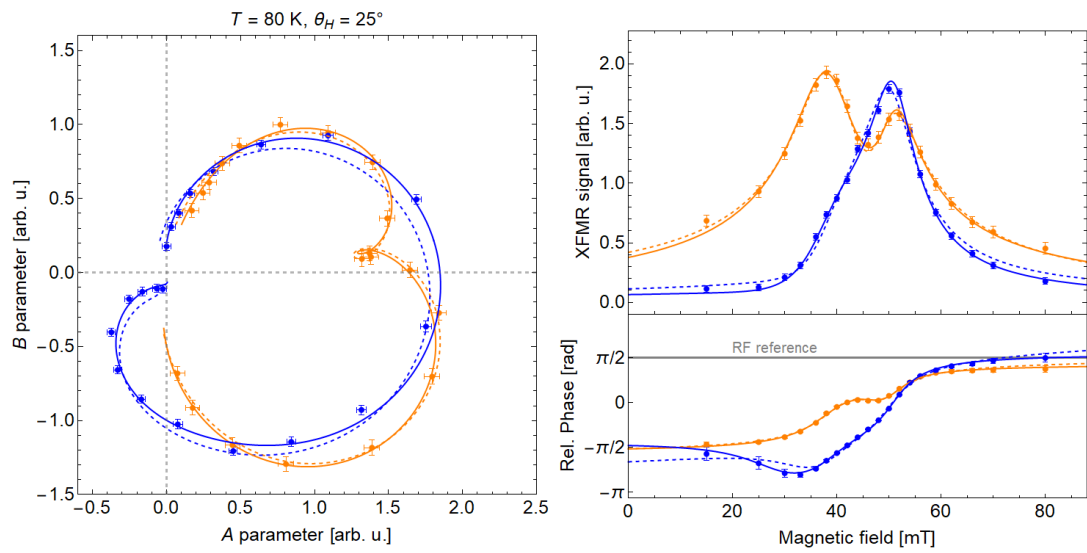 T = 80 K, θ_H = 25°
1.5
1.0
0.5
0.0
−0.5
−1.0
−1.5
−0.5 0.0 0.5 1.0 1.5 2.0 2.5
B parameter [arb. u.]
A parameter [arb. u.]
2.0
1.5
1.0
0.5
0.0
XFMR signal [arb. u.]
RF reference
π/2
0
−π/2
−π
Rel. Phase [rad]
0 20 40 60 80
Magnetic field [mT]